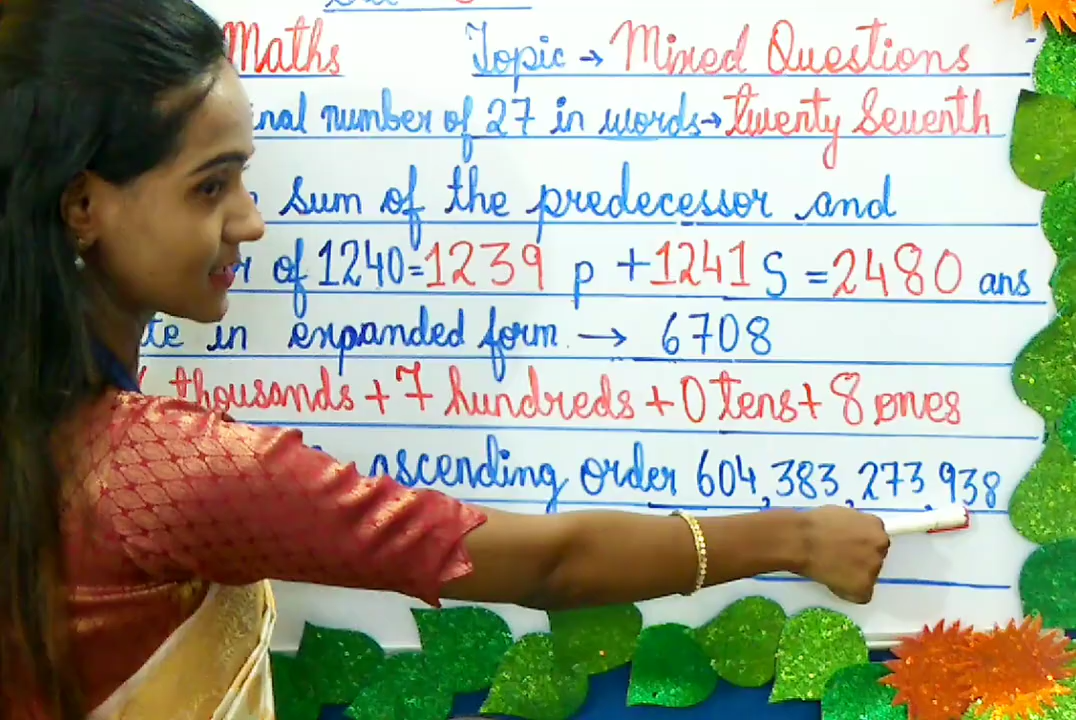 Maths Topic → Mixed Questions
inal number of 27 in words→twenty Seventh
sum of the predecessor and
r of 1240=1239 p +1241 S =2480 ans
te in expanded form → 6708
6 thousands + 7 hundreds + 0 tens + 8 ones
ascending order 604,383,273,938